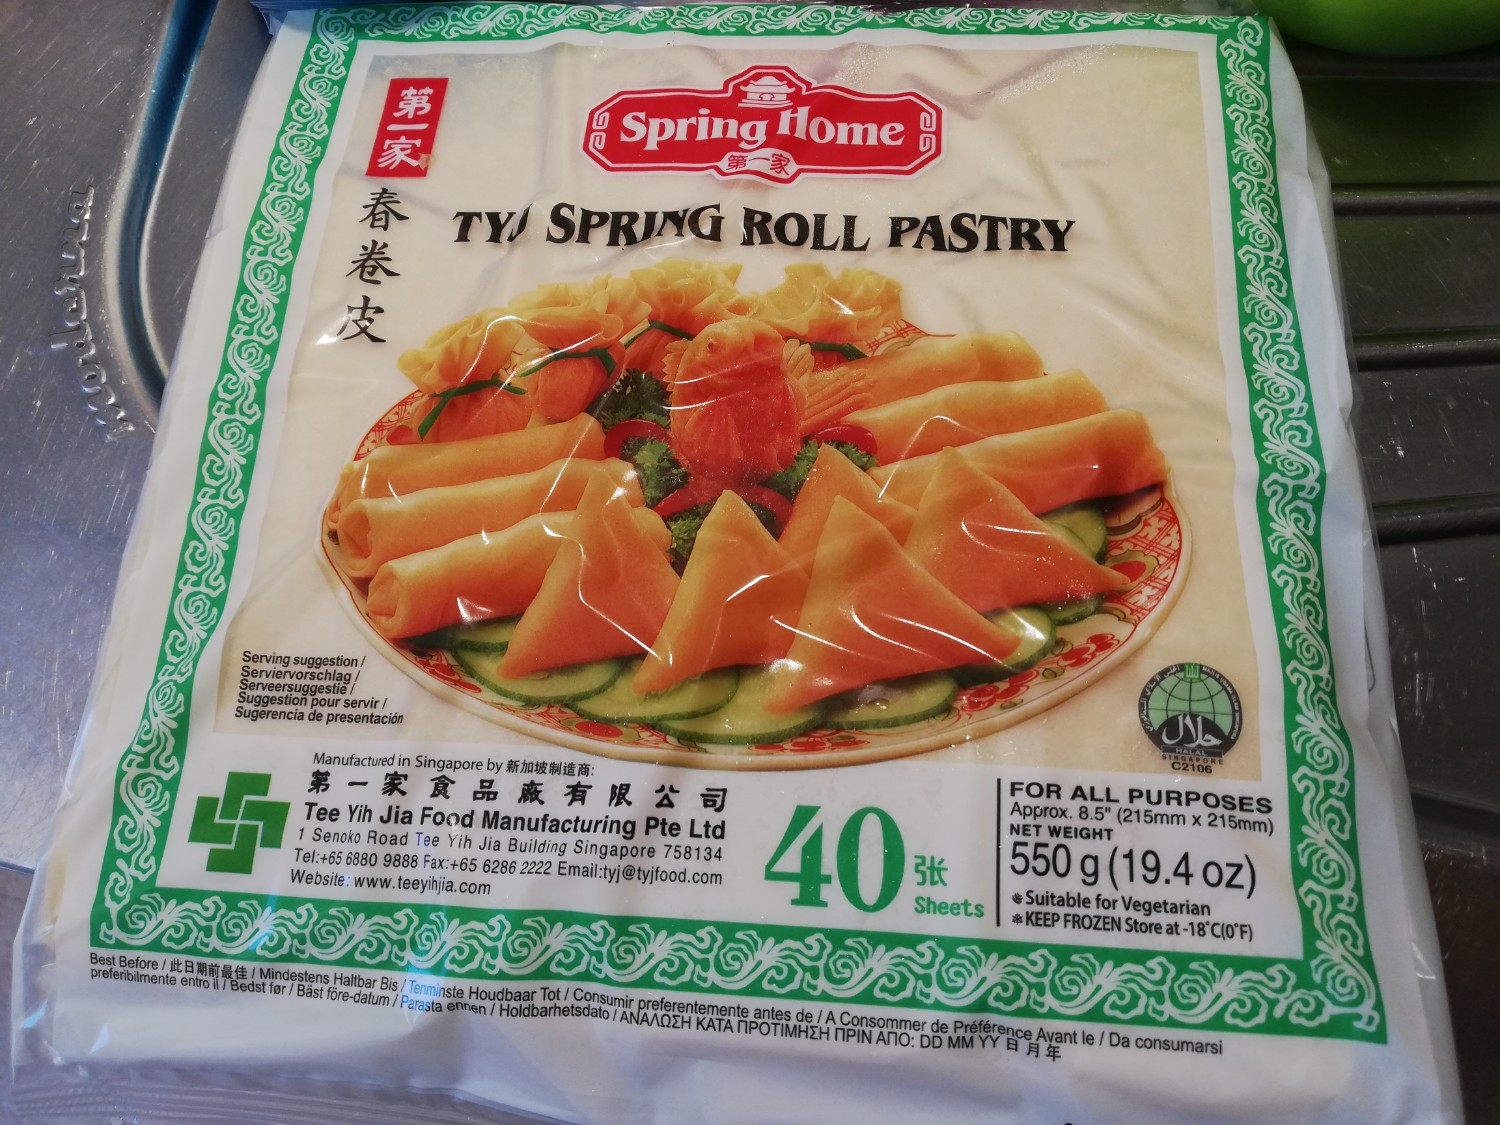 Spring Home
第一家
第一家
春卷皮
TYJ SPRING ROLL PASTRY
Serving suggestion /
Serviervorschlag /
Serveersuggestie /
Suggestion pour servir /
Sugerencia de presentación
حلال
HALAL
SINGAPORE
C2106
Manufactured in Singapore by 新加坡制造商:
第一家食品廠有限公司
Tee Yih Jia Food Manufacturing Pte Ltd
1 Senoko Road Tee Yih Jia Building Singapore 758134
Tel:+65 6880 9888 Fax:+65 6286 2222 Email:tyj@tyjfood.com
Website: www.teeyihjia.com
40 张
Sheets
FOR ALL PURPOSES
Approx. 8.5" (215mm x 215mm)
NET WEIGHT
550 g (19.4 oz)
Suitable for Vegetarian
KEEP FROZEN Store at -18°C(0°F)
Best Before / 此日期前最佳 / Mindestens Haltbar Bis / Tenminste Houdbaar Tot / Consumir preferentemente antes de / A Consommer de Préférence Avant le / Da consumarsi
preferibilmente entro il / Bedst før / Bäst före-datum / Parasta ennen / Holdbarhetsdato / ΑΝΑΛΩΣΗ ΚΑΤΑ ΠΡΟΤΙΜΗΣΗ ΠΡΙΝ ΑΠΟ: DD MM YY 日 月 年